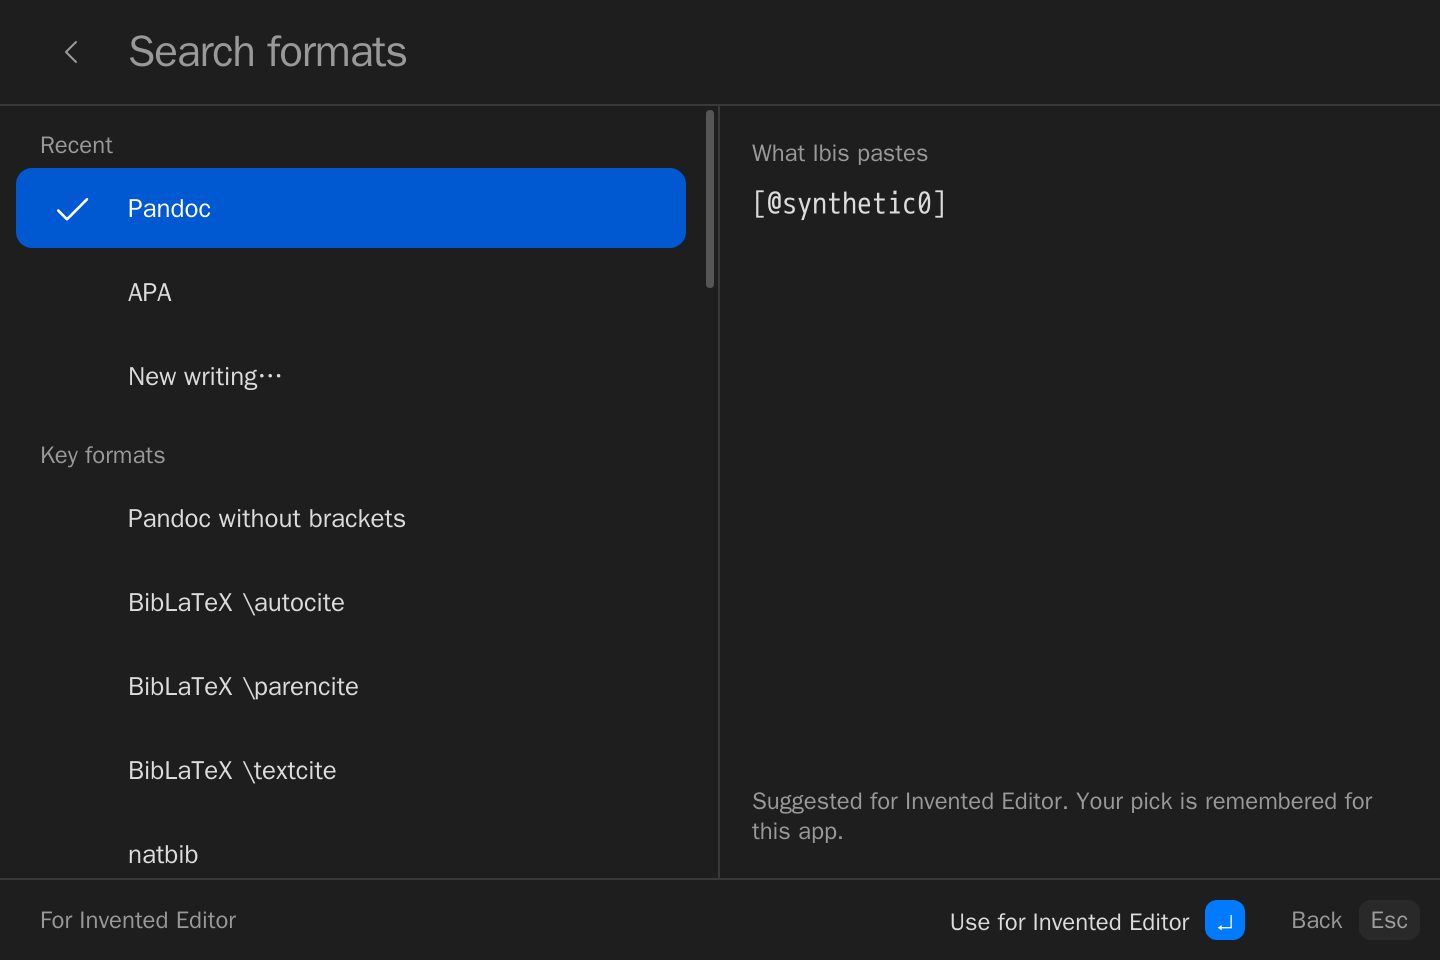 Search formats
Recent
Pandoc
APA
New writing…
Key formats
Pandoc without brackets
BibLaTeX \autocite
BibLaTeX \parencite
BibLaTeX \textcite
natbib
What Ibis pastes
[@synthetic0]
Suggested for Invented Editor. Your pick is remembered for
this app.
For Invented Editor
Use for Invented Editor
Back Esc